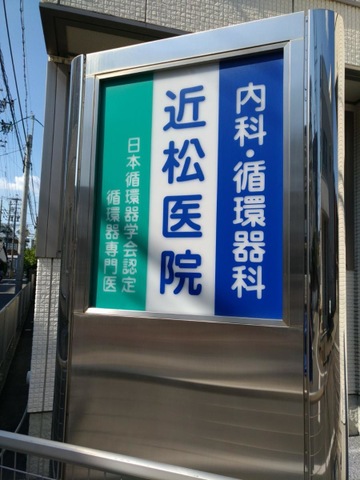 内科・循環器科
近松医院
日本循環器学会認定
循環器専門医